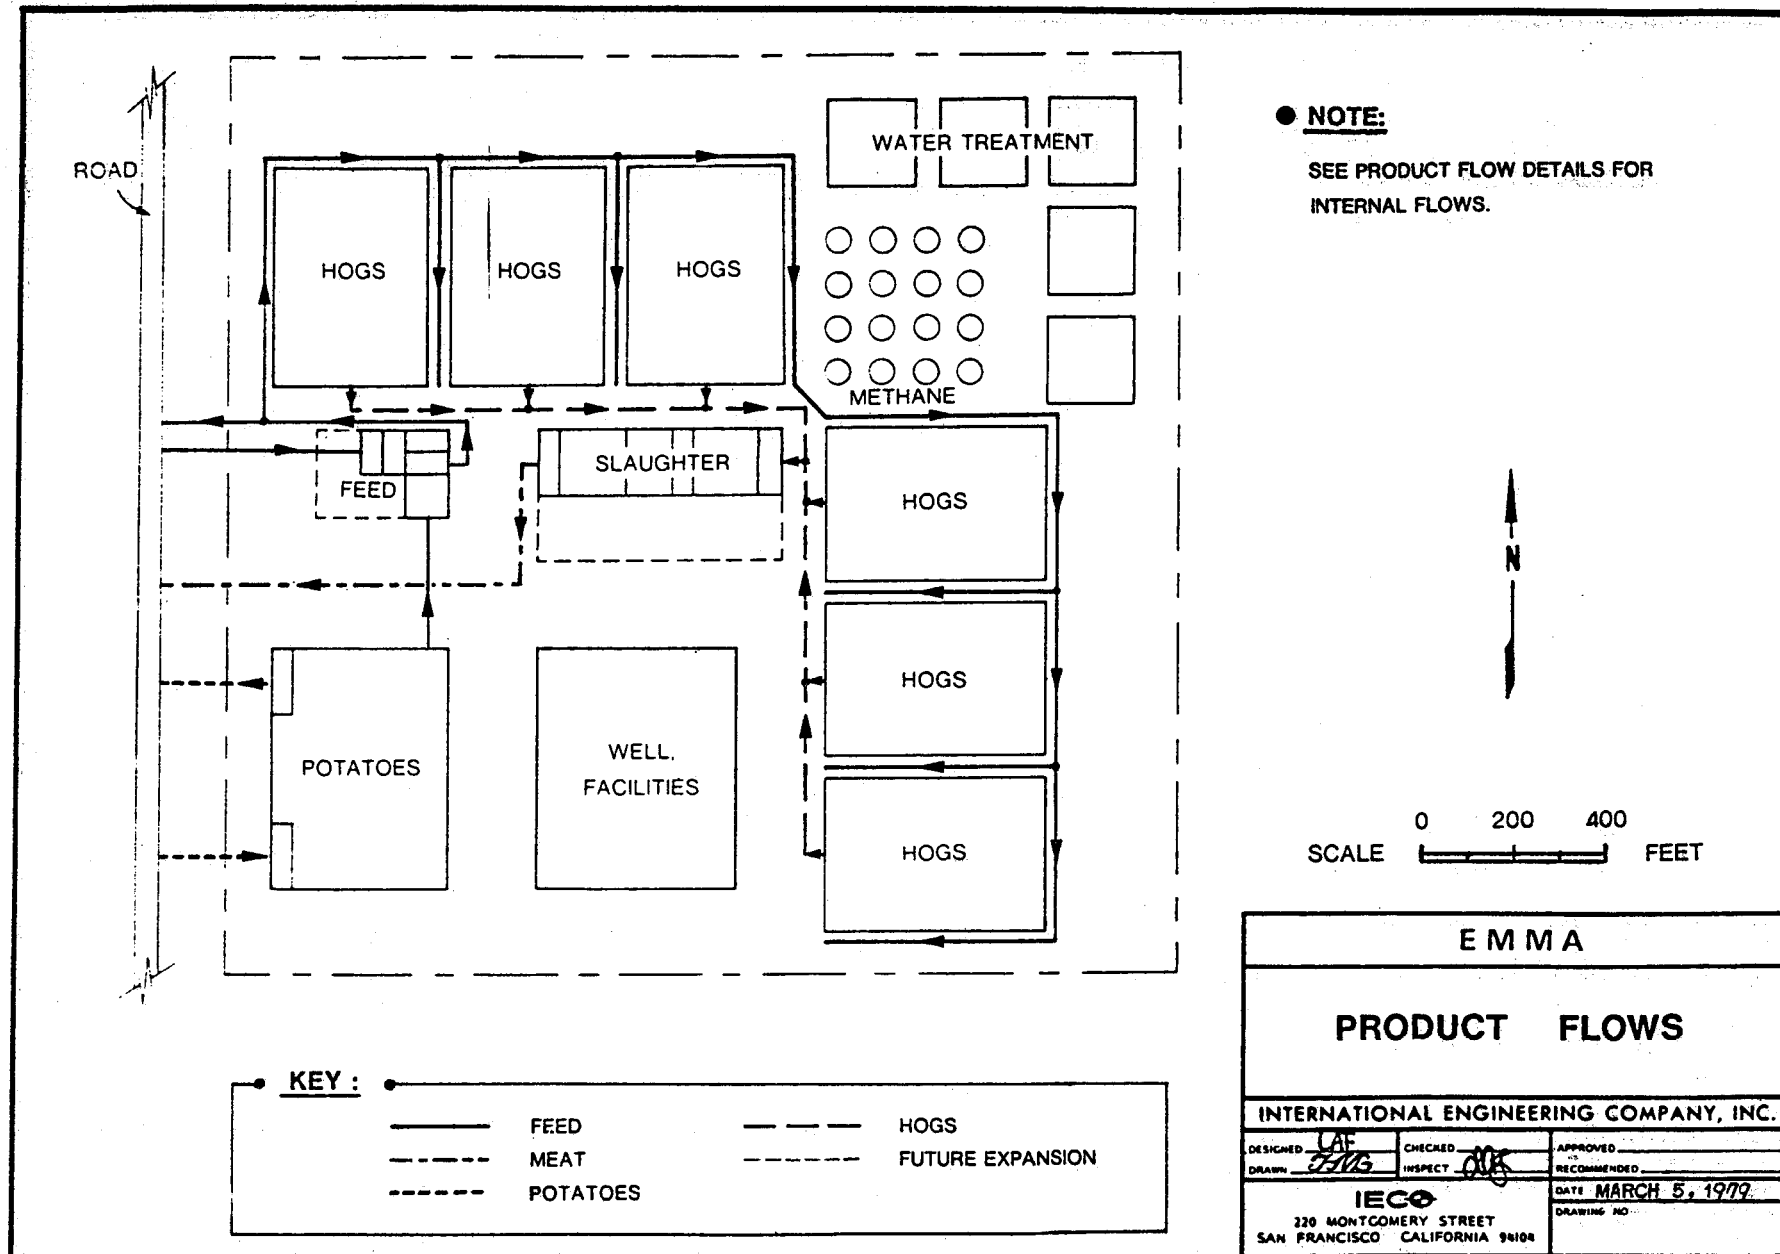 ROAD
WATER TREATMENT
● NOTE:
SEE PRODUCT FLOW DETAILS FOR
INTERNAL FLOWS.
HOGS
HOGS
HOGS
METHANE
FEED
SLAUGHTER
HOGS
N
HOGS
POTATOES
WELL.
FACILITIES
HOGS
0 200 400
SCALE FEET
KEY :
FEED
MEAT
POTATOES
HOGS
FUTURE EXPANSION
EMMA
PRODUCT FLOWS
INTERNATIONAL ENGINEERING COMPANY, INC.
DESIGNED LAF
DRAWN
CHECKED
INSPECT
APPROVED
RECOMMENDED
IECO
220 MONTGOMERY STREET
SAN FRANCISCO CALIFORNIA 94104
DATE MARCH 5, 1979
DRAWING NO